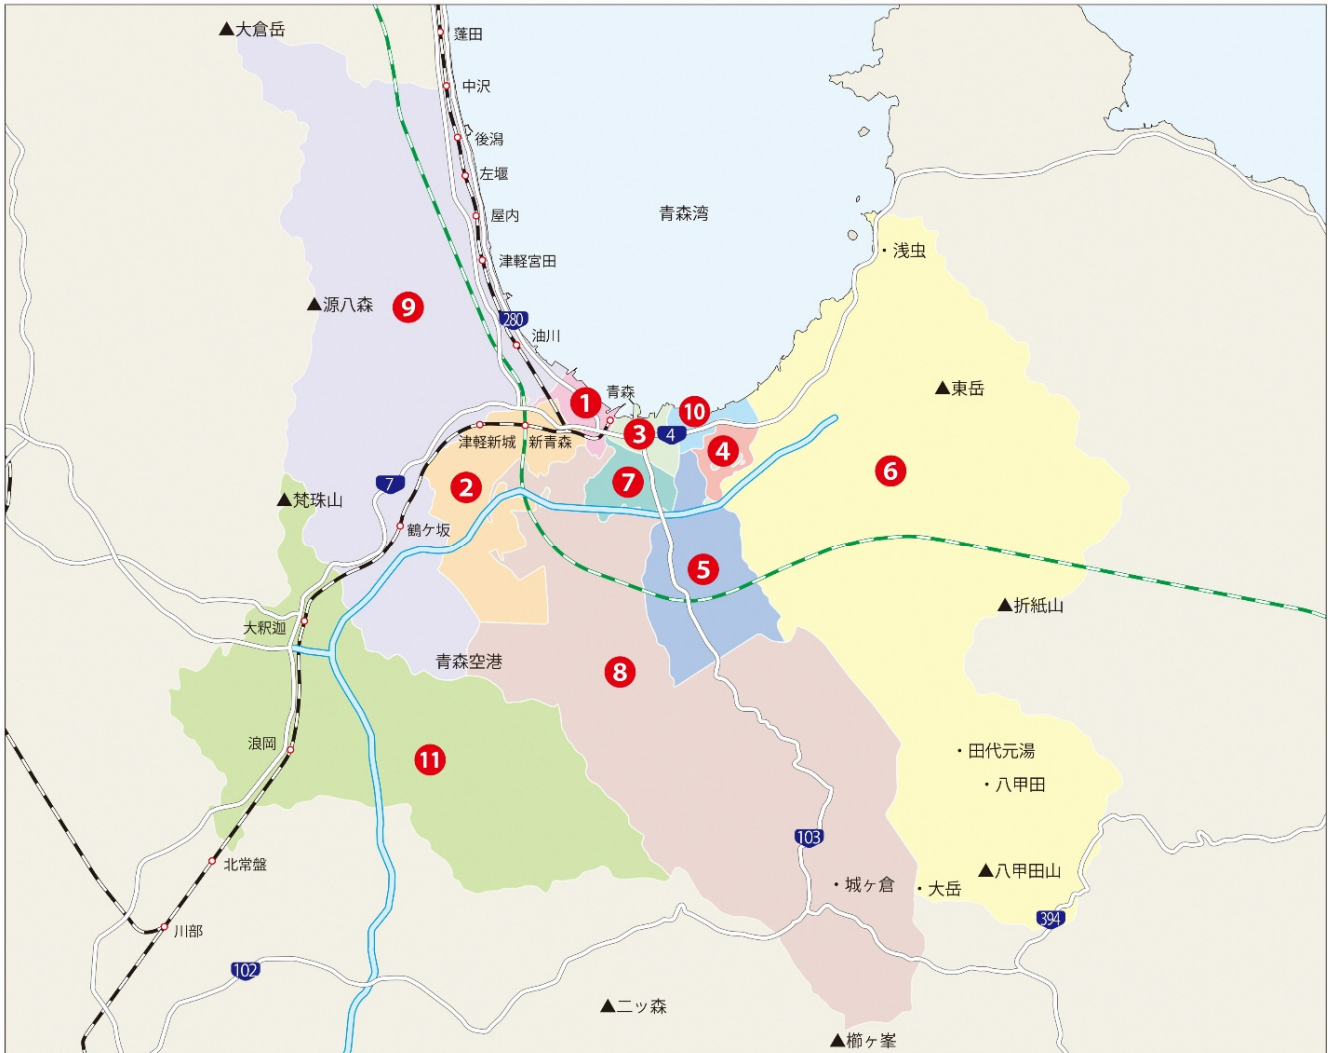 ▲大倉岳
蓬田
中沢
後潟
左堰
屋内
青森湾
津軽宮田
・浅虫
▲源八森
9
280
油川
▲東岳
青森
1
10
3
4
4
津軽新城
新青森
6
7
2
7
▲梵珠山
鶴ケ坂
5
▲折紙山
大釈迦
青森空港
8
浪岡
11
・田代元湯
・八甲田
103
北常盤
▲八甲田山
・城ヶ倉
・大岳
394
川部
102
▲二ッ森
▲櫛ヶ峯